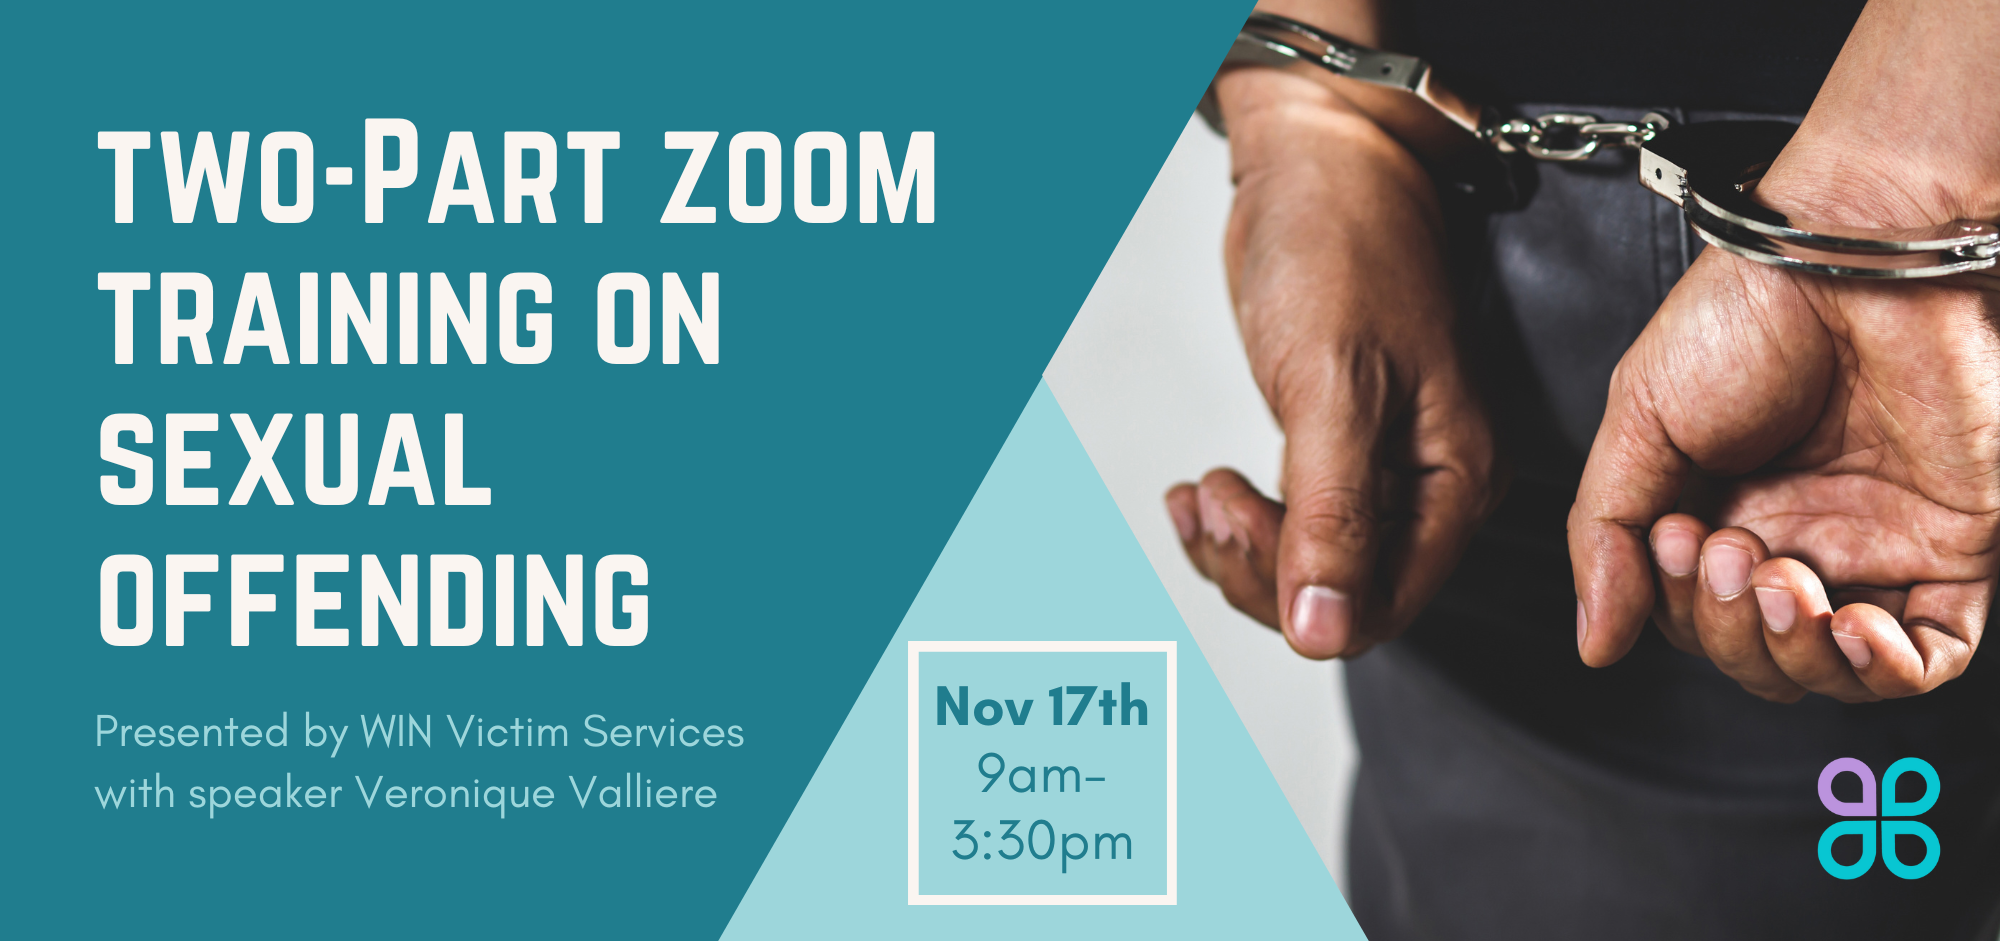 TWO-PART ZOOM
TRAINING ON
SEXUAL
OFFENDING
Presented by WIN Victim Services
with speaker Veronique Valliere
Nov 17th
9am–
3:30pm